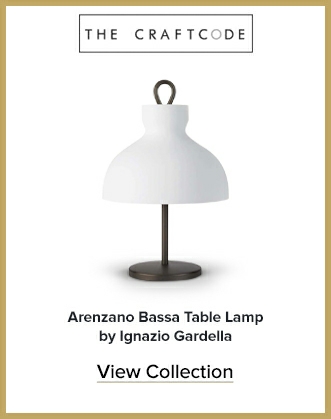 THE CRAFTCODE
Arenzano Bassa Table Lamp
by Ignazio Gardella
View Collection